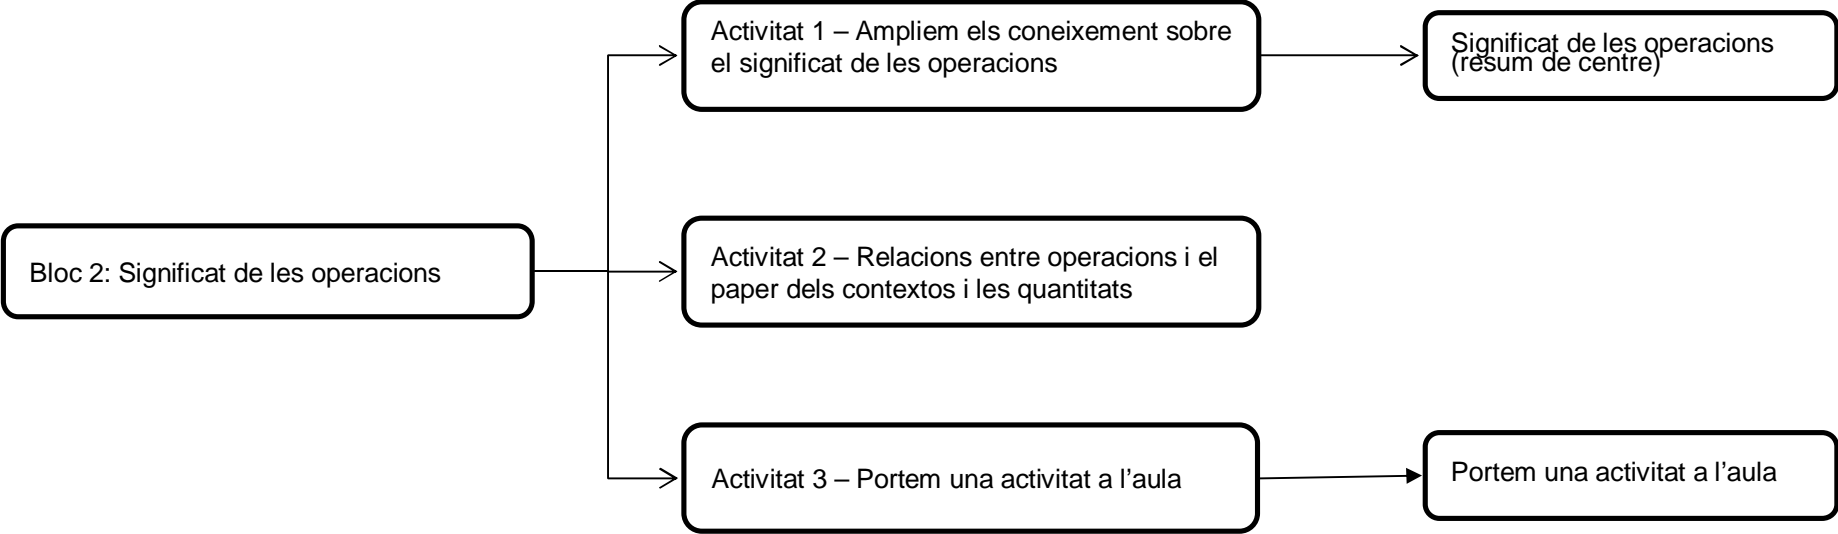 Activitat 1 – Ampliem els coneixement sobre
el significat de les operacions
Significat de les operacions
(resum de centre)
Bloc 2: Significat de les operacions
Activitat 2 – Relacions entre operacions i el
paper dels contextos i les quantitats
Activitat 3 – Portem una activitat a l’aula
Portem una activitat a l’aula